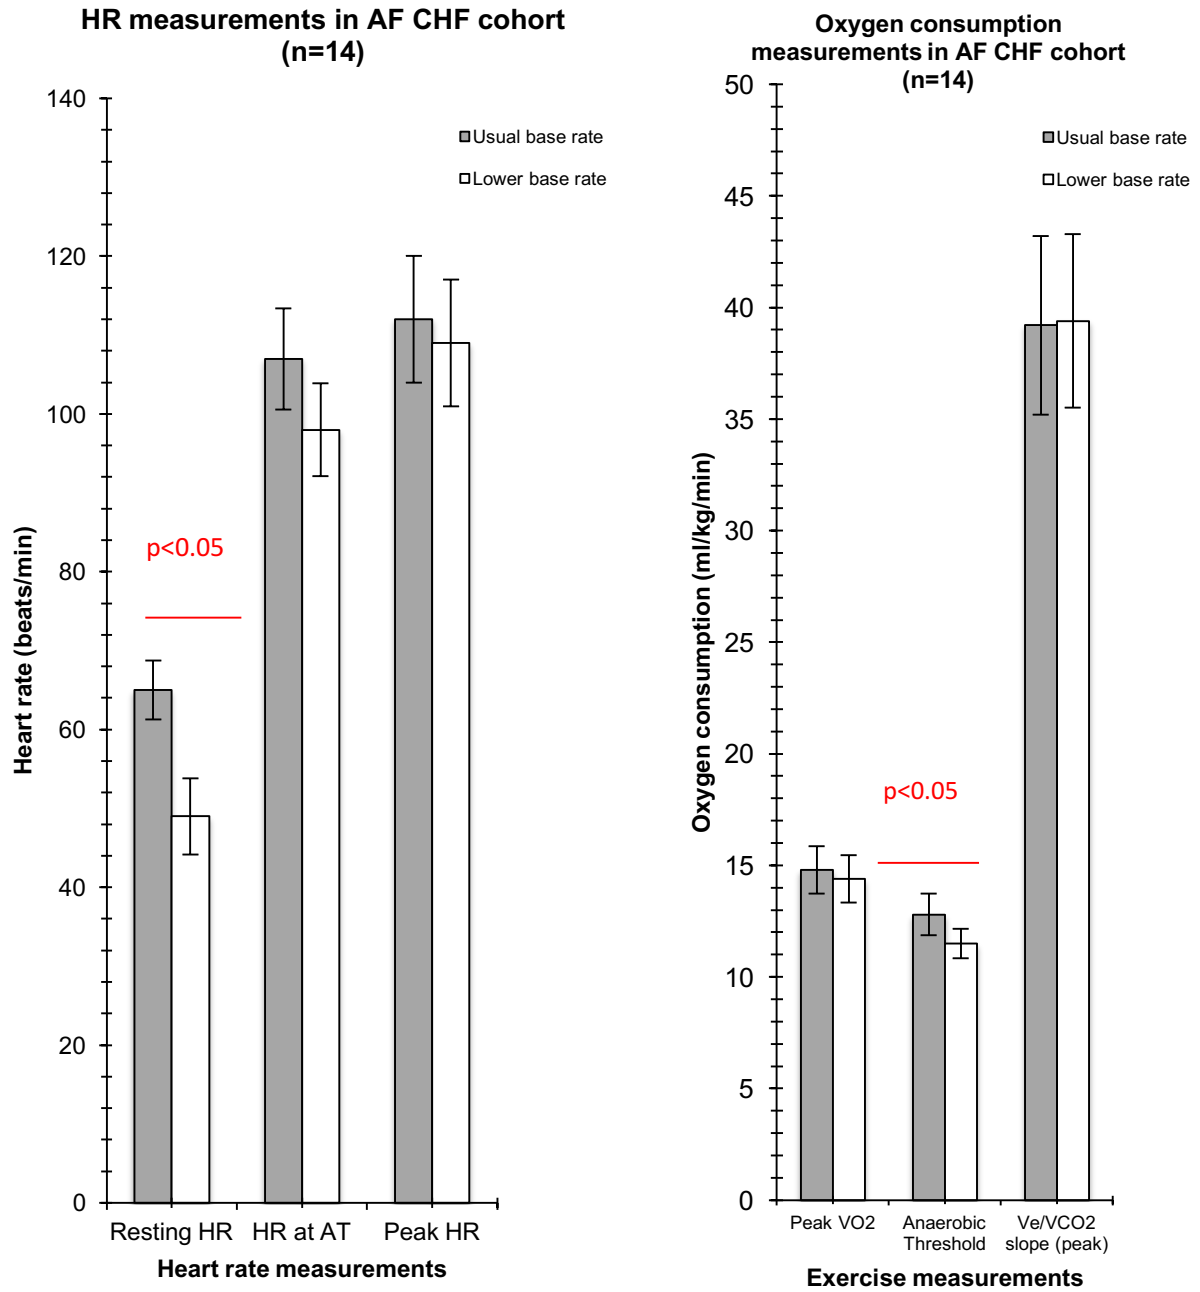 HR measurements in AF CHF cohort
(n=14)
140
120
100
80
60
40
20
0
Heart rate (beats/min)
Usual base rate
Lower base rate
p<0.05
Resting HR
HR at AT
Peak HR
Heart rate measurements
Oxygen consumption
measurements in AF CHF cohort
(n=14)
50
45
40
35
30
25
20
15
10
5
0
Oxygen consumption (ml/kg/min)
Usual base rate
Lower base rate
p<0.05
Peak VO2
Anaerobic
Threshold
Ve/VCO2
slope (peak)
Exercise measurements